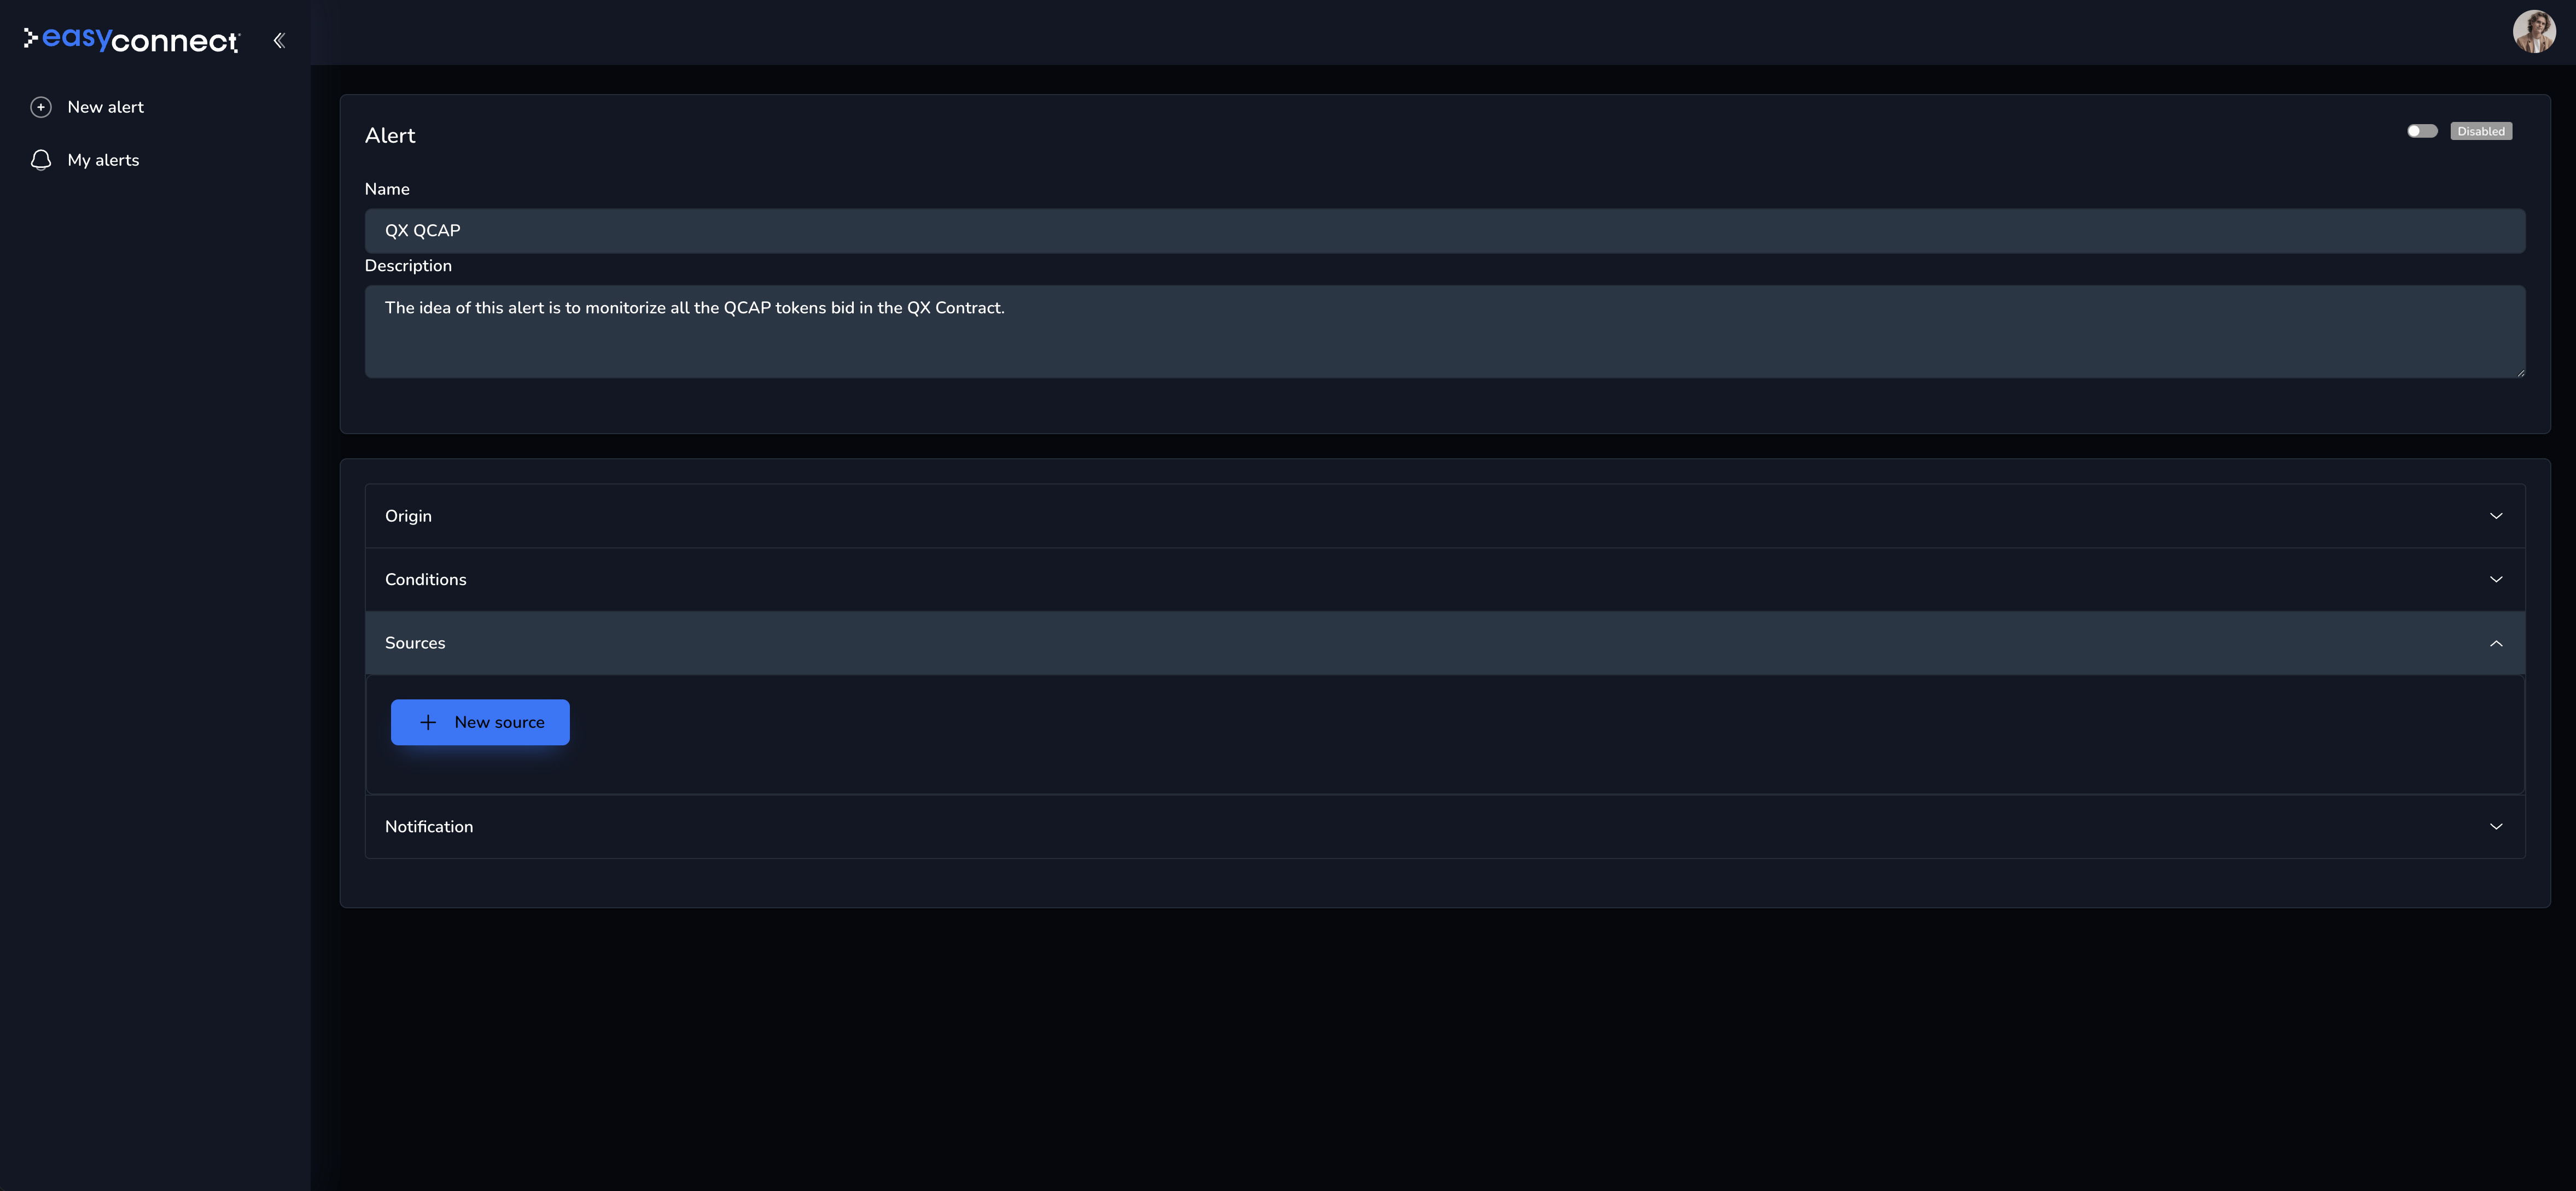 easyconnect
New alert
My alerts
Alert
Disabled
Name
QX QCAP
Description
The idea of this alert is to monitorize all the QCAP tokens bid in the QX Contract.
Origin
Conditions
Sources
New source
Notification